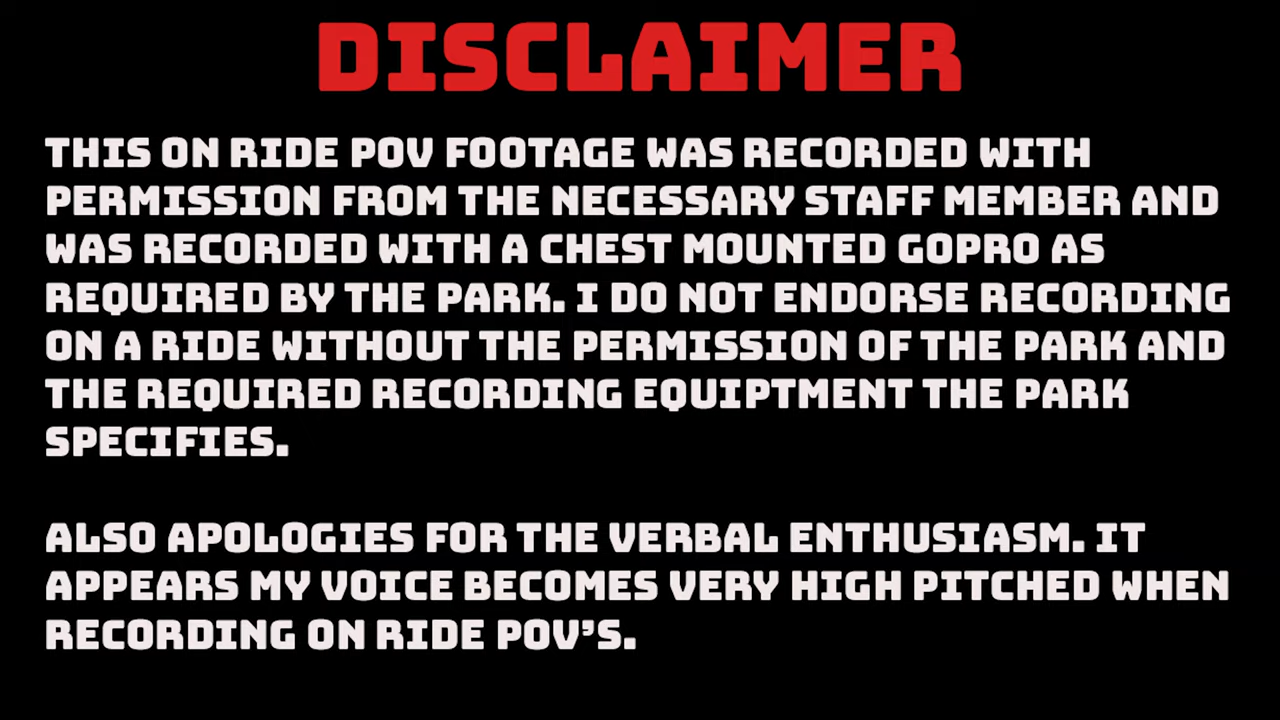 DISCLAIMER
THIS ON RIDE POV FOOTAGE WAS RECORDED WITH
PERMISSION FROM THE NECESSARY STAFF MEMBER AND
WAS RECORDED WITH A CHEST MOUNTED GOPRO AS
REQUIRED BY THE PARK. I DO NOT ENDORSE RECORDING
ON A RIDE WITHOUT THE PERMISSION OF THE PARK AND
THE REQUIRED RECORDING EQUIPTMENT THE PARK
SPECIFIES.
ALSO APOLOGIES FOR THE VERBAL ENTHUSIASM. IT
APPEARS MY VOICE BECOMES VERY HIGH PITCHED WHEN
RECORDING ON RIDE POV'S.